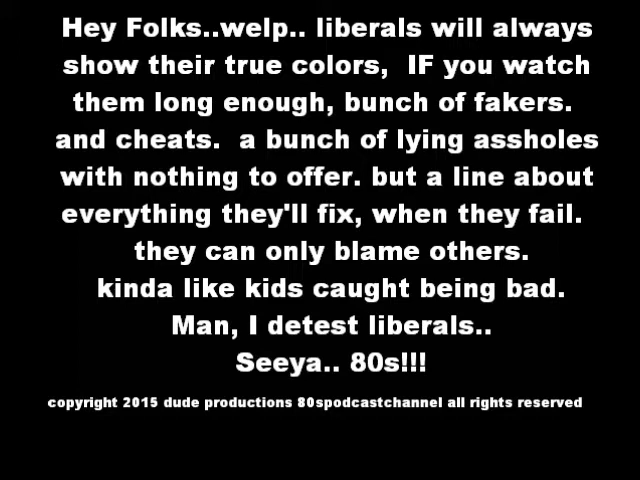 Hey Folks..welp.. liberals will always
show their true colors,  IF you watch
them long enough, bunch of fakers.
and cheats.  a bunch of lying assholes
with nothing to offer. but a line about
everything they'll fix, when they fail.
they can only blame others.
kinda like kids caught being bad.
Man, I detest liberals..
Seeya.. 80s!!!
copyright 2015 dude productions 80spodcastchannel all rights reserved